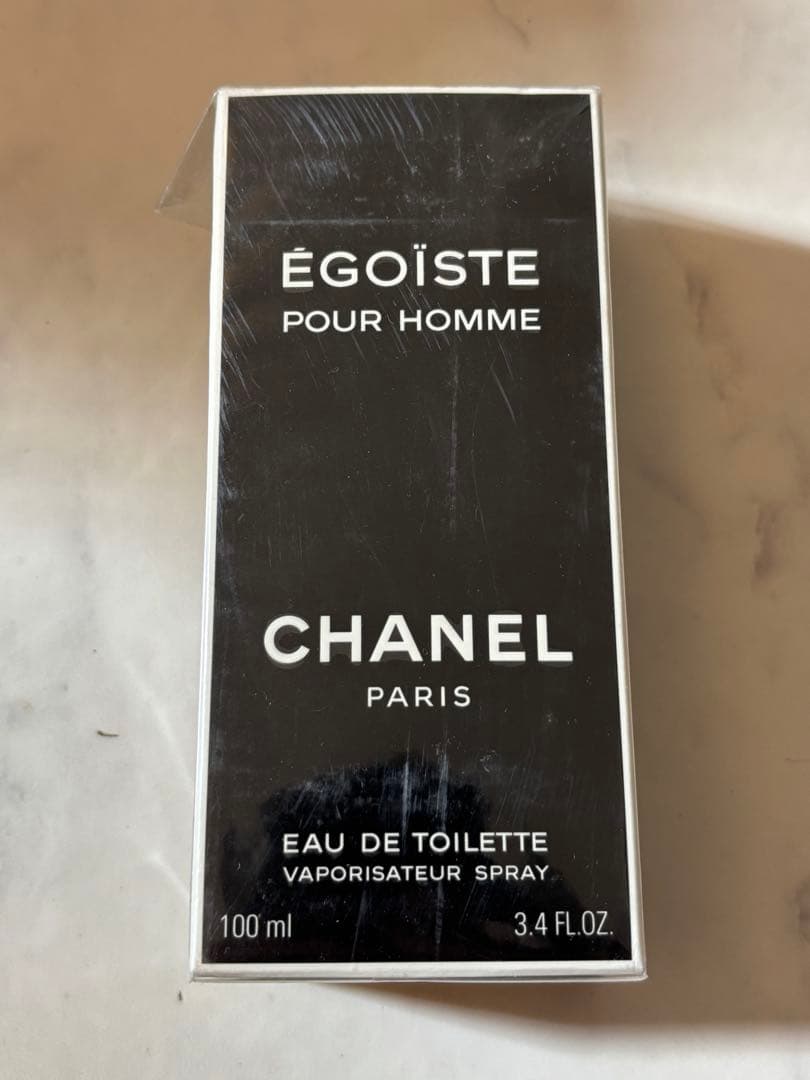 ÉGOÏSTE
POUR HOMME
CHANEL
PARIS
EAU DE TOILETTE
VAPORISATEUR SPRAY
100 ml 3.4 FL.OZ.